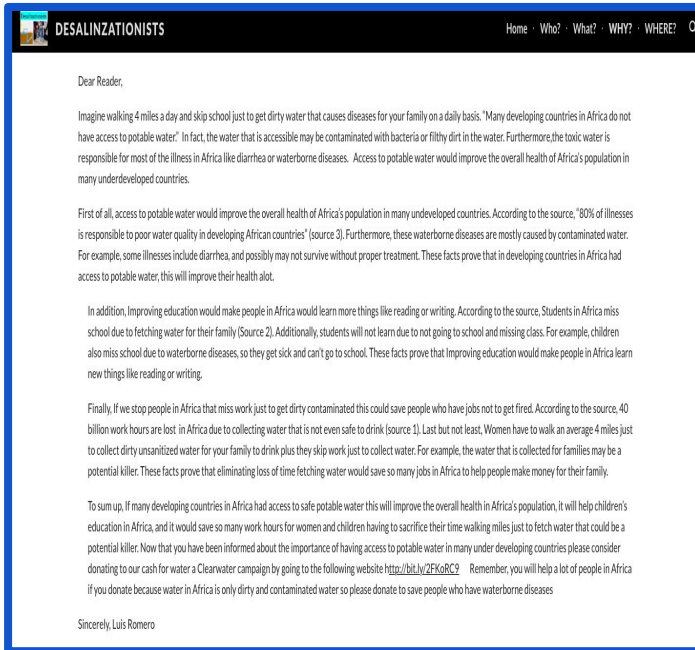 DESALINZATIONISTS
Home · Who? · What? · WHY? · WHERE?
Dear Reader,
Imagine walking 4 miles a day and skip school just to get dirty water that causes diseases for your family on a daily basis. "Many developing countries in Africa do not
have access to potable water." In fact, the water that is accessible may be contaminated with bacteria or filthy dirt in the water. Furthermore,the toxic water is
responsible for most of the illness in Africa like diarrhea or waterborne diseases. Access to potable water would improve the overall health of Africa's population in
many underdeveloped countries.
First of all, access to potable water would improve the overall health of Africa's population in many undeveloped countries. According to the source, "80% of illnesses
is responsible to poor water quality in developing African countries" (source 3). Furthermore, these waterborne diseases are mostly caused by contaminated water.
For example, some illnesses include diarrhea, and possibly may not survive without proper treatment. These facts prove that in developing countries in Africa had
access to potable water, this will improve their health alot.
In addition, Improving education would make people in Africa would learn more things like reading or writing. According to the source, Students in Africa miss
school due to fetching water for their family (Source 2). Additionally, students will not learn due to not going to school and missing class. For example, children
also miss school due to waterborne diseases, so they get sick and can't go to school. These facts prove that Improving education would make people in Africa learn
new things like reading or writing.
Finally, If we stop people in Africa that miss work just to get dirty contaminated this could save people who have jobs not to get fired. According to the source, 40
billion work hours are lost in Africa due to collecting water that is not even safe to drink (source 1). Last but not least, Women have to walk an average 4 miles just
to collect dirty unsanitized water for your family to drink plus they skip work just to collect water. For example, the water that is collected for families may be a
potential killer. These facts prove that eliminating loss of time fetching water would save so many jobs in Africa to help people make money for their family.
To sum up, If many developing countries in Africa had access to safe potable water this will improve the overall health in Africa's population, it will help children's
education in Africa, and it would save so many work hours for women and children having to sacrifice their time walking miles just to fetch water that could be a
potential killer. Now that you have been informed about the importance of having access to potable water in many under developing countries please consider
donating to our cash for water a Clearwater campaign by going to the following website http://bit.ly/2FKoRC9 Remember, you will help a lot of people in Africa
if you donate because water in Africa is only dirty and contaminated water so please donate to save people who have waterborne diseases
Sincerely, Luis Romero